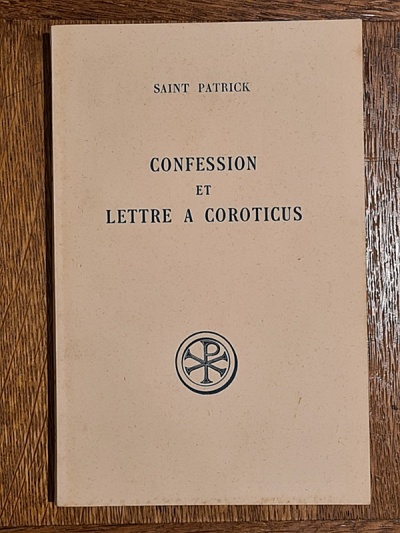 SAINT PATRICK
CONFESSION
ET
LETTRE A COROTICUS